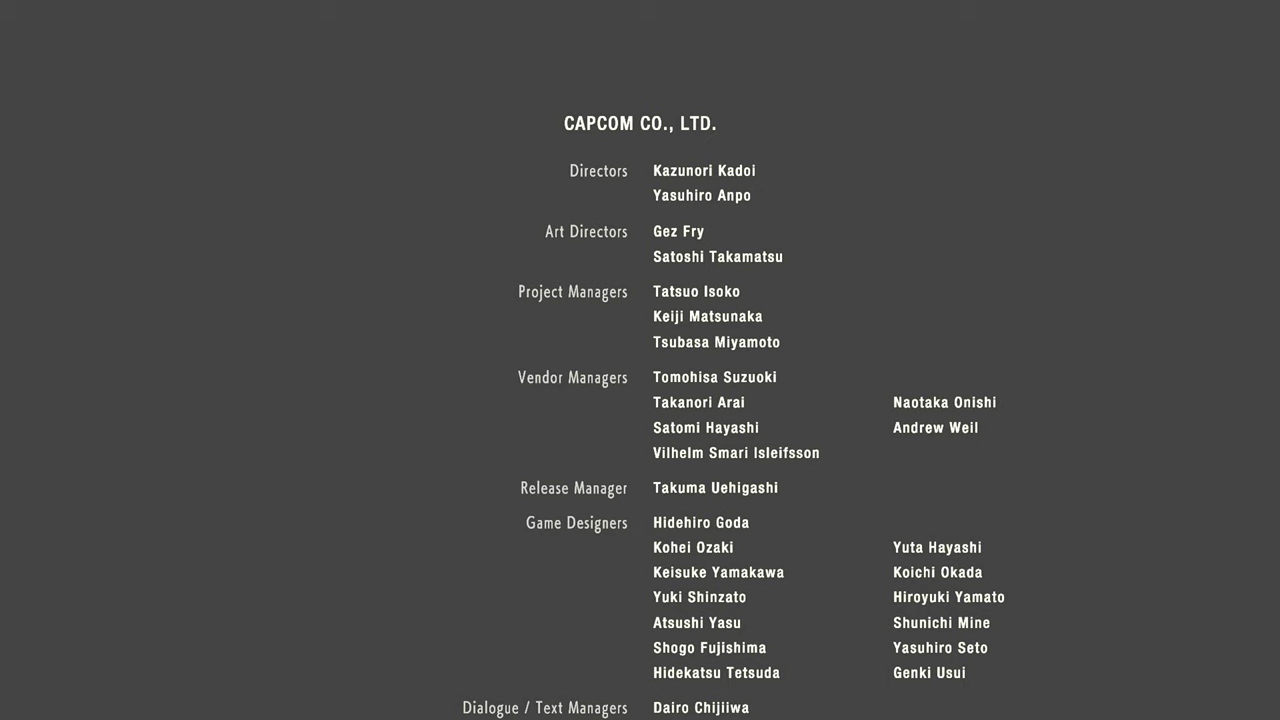 CAPCOM CO., LTD.
Directors Kazunori Kadoi
Yasuhiro Anpo
Art Directors Gez Fry
Satoshi Takamatsu
Project Managers Tatsuo Isoko
Keiji Matsunaka
Tsubasa Miyamoto
Vendor Managers Tomohisa Suzuoki
Takanori Arai Naotaka Onishi
Satomi Hayashi Andrew Weil
Vilhelm Smari Isleifsson
Release Manager Takuma Uehigashi
Game Designers Hidehiro Goda
Kohei Ozaki Yuta Hayashi
Keisuke Yamakawa Koichi Okada
Yuki Shinzato Hiroyuki Yamato
Atsushi Yasu Shunichi Mine
Shogo Fujishima Yasuhiro Seto
Hidekatsu Tetsuda Genki Usui
Dialogue / Text Managers Dairo Chijiiwa